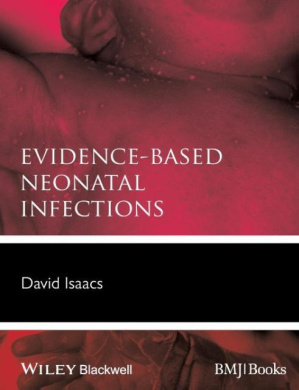 EVIDENCE-BASED
NEONATAL
INFECTIONS
David Isaacs
WILEY Blackwell
BMJ|Books